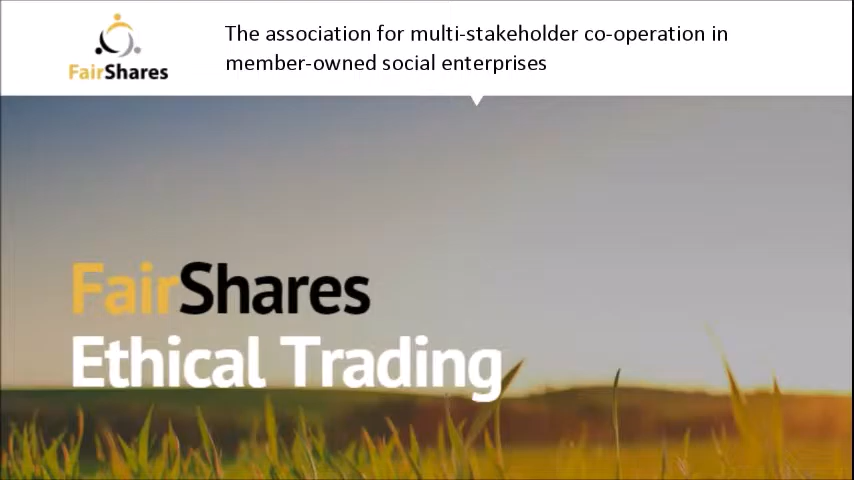 The association for multi-stakeholder co-operation in
member-owned social enterprises
FairShares
FairShares
Ethical Trading